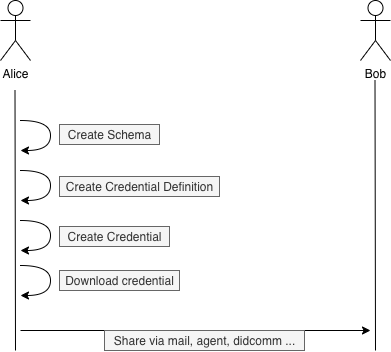 Alice
Bob
Create Schema
Create Credential Definition
Create Credential
Download credential
Share via mail, agent, didcomm ...